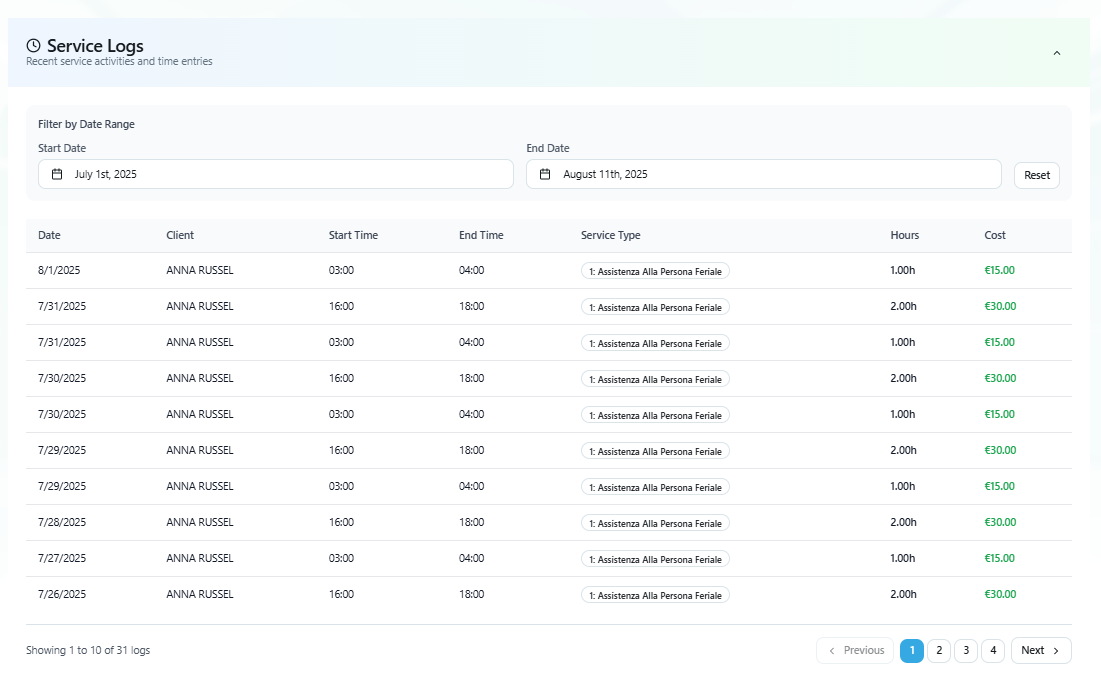 Service Logs
Recent service activities and time entries
Filter by Date Range
Start Date End Date
July 1st, 2025 August 11th, 2025 Reset
Date Client Start Time End Time Service Type Hours Cost
8/1/2025 ANNA RUSSEL 03:00 04:00 1: Assistenza Alla Persona Feriale 1.00h €15.00
7/31/2025 ANNA RUSSEL 16:00 18:00 1: Assistenza Alla Persona Feriale 2.00h €30.00
7/31/2025 ANNA RUSSEL 03:00 04:00 1: Assistenza Alla Persona Feriale 1.00h €15.00
7/30/2025 ANNA RUSSEL 16:00 18:00 1: Assistenza Alla Persona Feriale 2.00h €30.00
7/30/2025 ANNA RUSSEL 03:00 04:00 1: Assistenza Alla Persona Feriale 1.00h €15.00
7/29/2025 ANNA RUSSEL 16:00 18:00 1: Assistenza Alla Persona Feriale 2.00h €30.00
7/29/2025 ANNA RUSSEL 03:00 04:00 1: Assistenza Alla Persona Feriale 1.00h €15.00
7/28/2025 ANNA RUSSEL 16:00 18:00 1: Assistenza Alla Persona Feriale 2.00h €30.00
7/27/2025 ANNA RUSSEL 03:00 04:00 1: Assistenza Alla Persona Feriale 1.00h €15.00
7/26/2025 ANNA RUSSEL 16:00 18:00 1: Assistenza Alla Persona Feriale 2.00h €30.00
Showing 1 to 10 of 31 logs Previous 1 2 3 4 Next